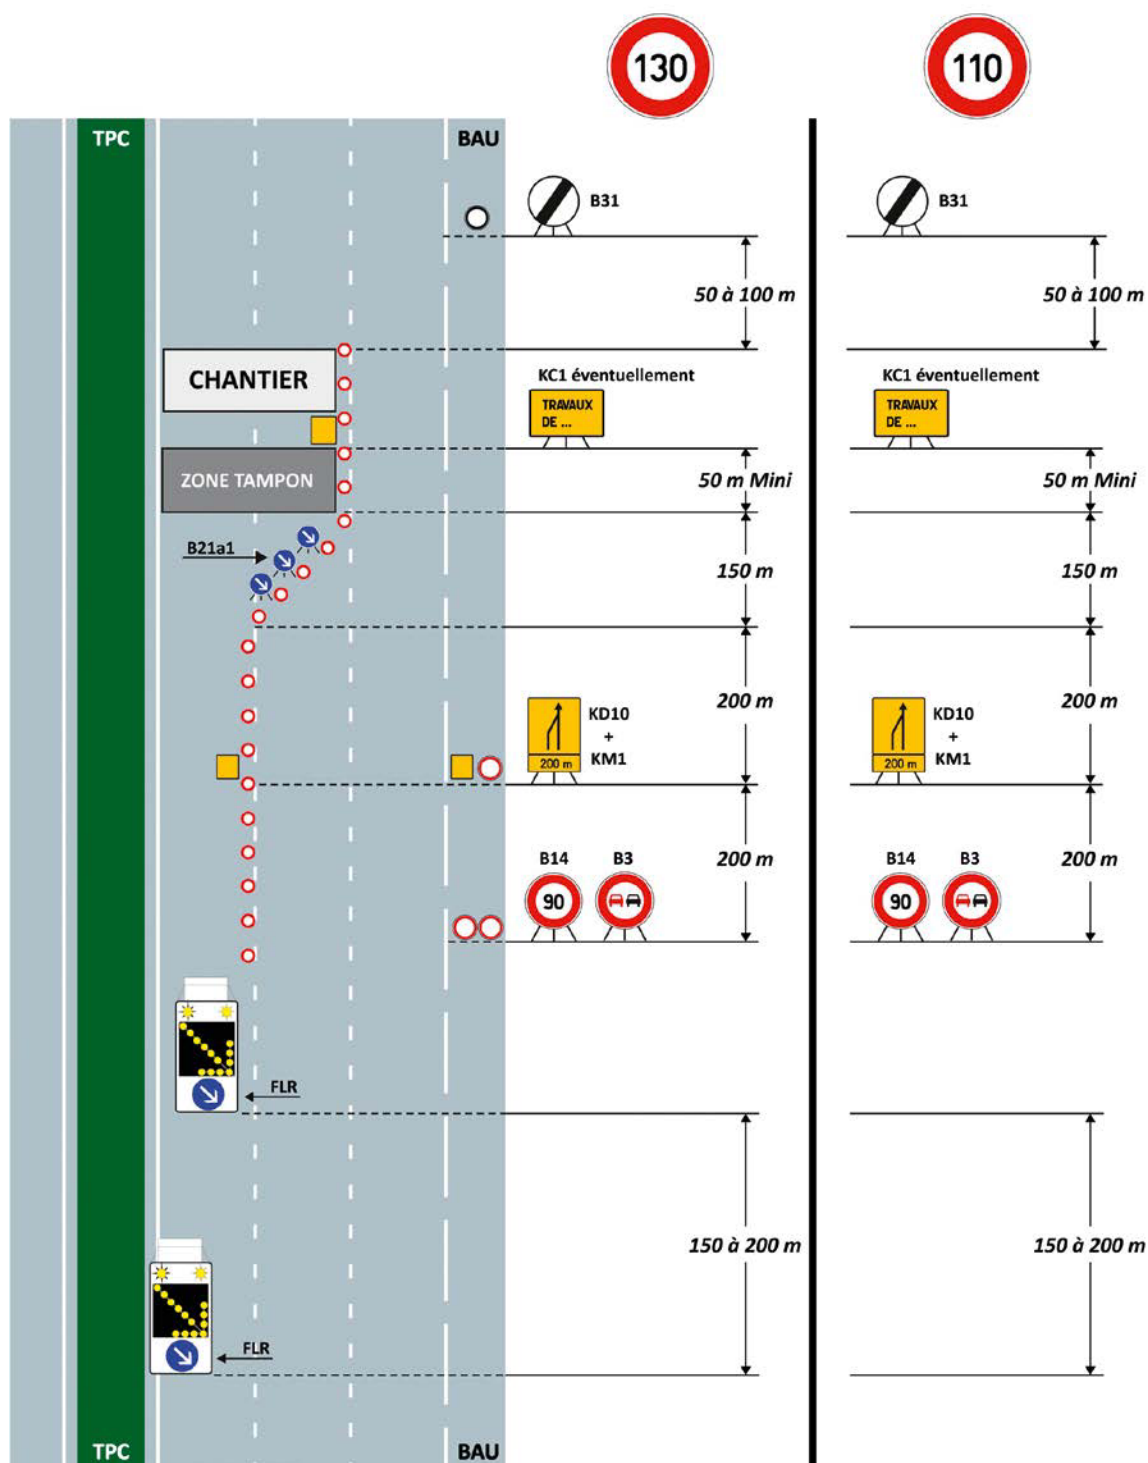 130
110
TPC
BAU
B31
B31
50 à 100 m
50 à 100 m
CHANTIER
KC1 éventuellement
KC1 éventuellement
TRAVAUX
DE ...
TRAVAUX
DE ...
ZONE TAMPON
50 m Mini
50 m Mini
B21a1
150 m
150 m
200 m
200 m
KD10
+
KM1
200 m
KD10
+
KM1
200 m
B14
B3
200 m
B14
B3
200 m
90
90
FLR
150 à 200 m
150 à 200 m
FLR
TPC
BAU